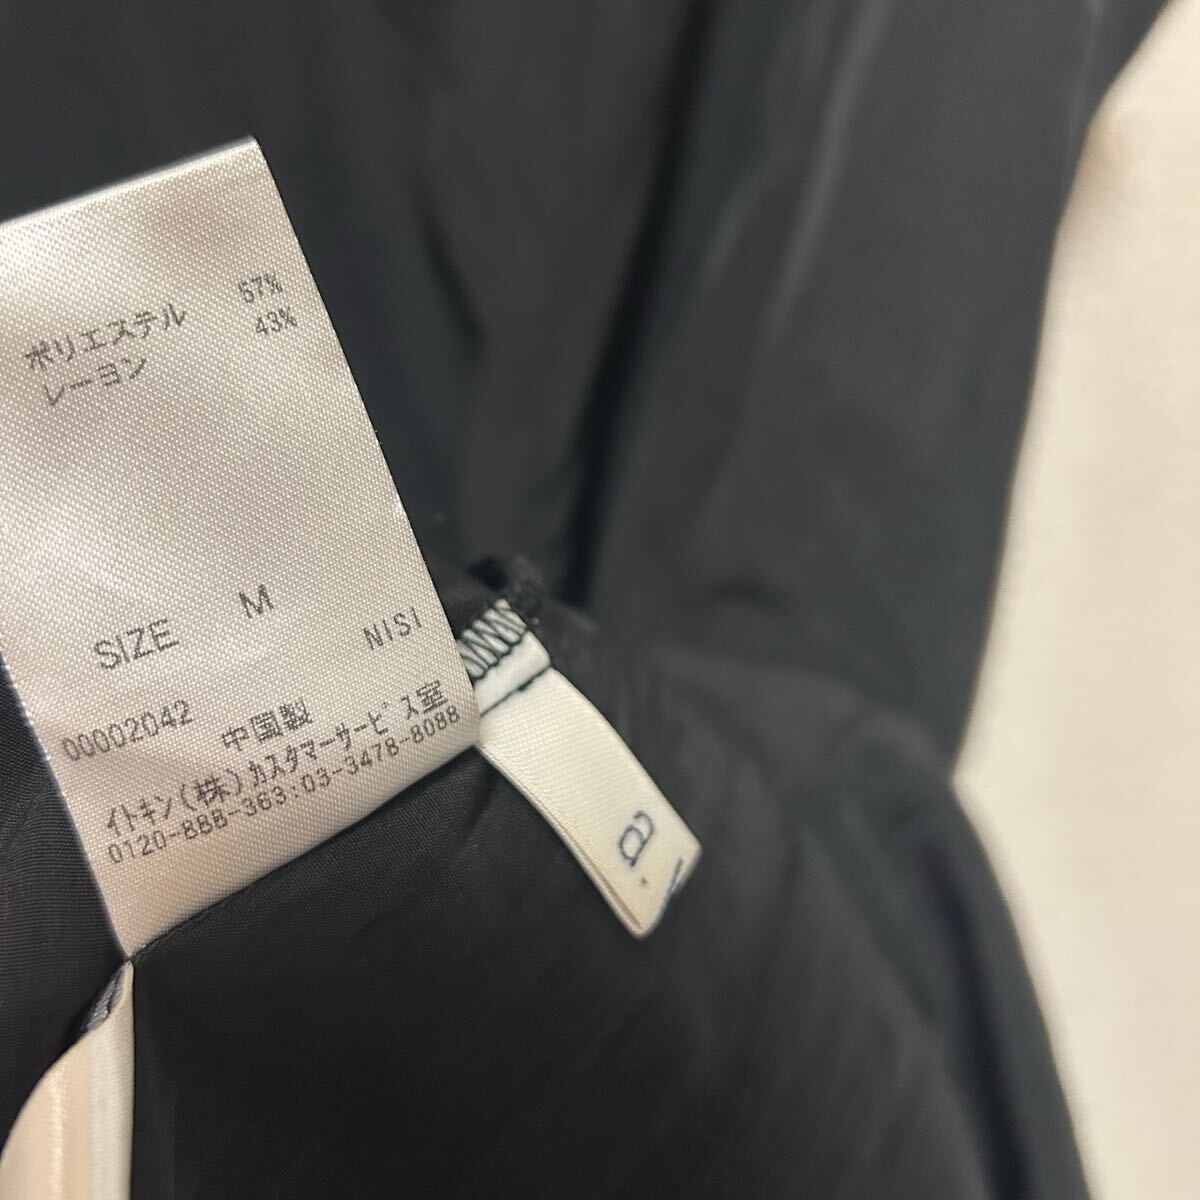 ポリエステル 57%
レーヨン 43%
SIZE M
NISI
00002042 中国製
イトキン(株)カスタマーサービス室
0120-888-363:03-3478-8088
a.